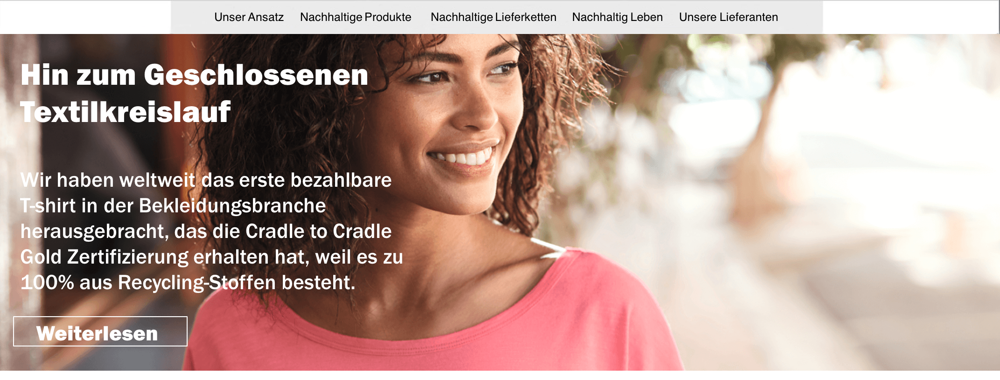 Unser Ansatz Nachhaltige Produkte Nachhaltige Lieferketten Nachhaltig Leben Unsere Lieferanten
Hin zum Geschlossenen
Textilkreislauf
Wir haben weltweit das erste bezahlbare
T-shirt in der Bekleidungsbranche
herausgebracht, das die Cradle to Cradle
Gold Zertifizierung erhalten hat, weil es zu
100% aus Recycling-Stoffen besteht.
Weiterlesen